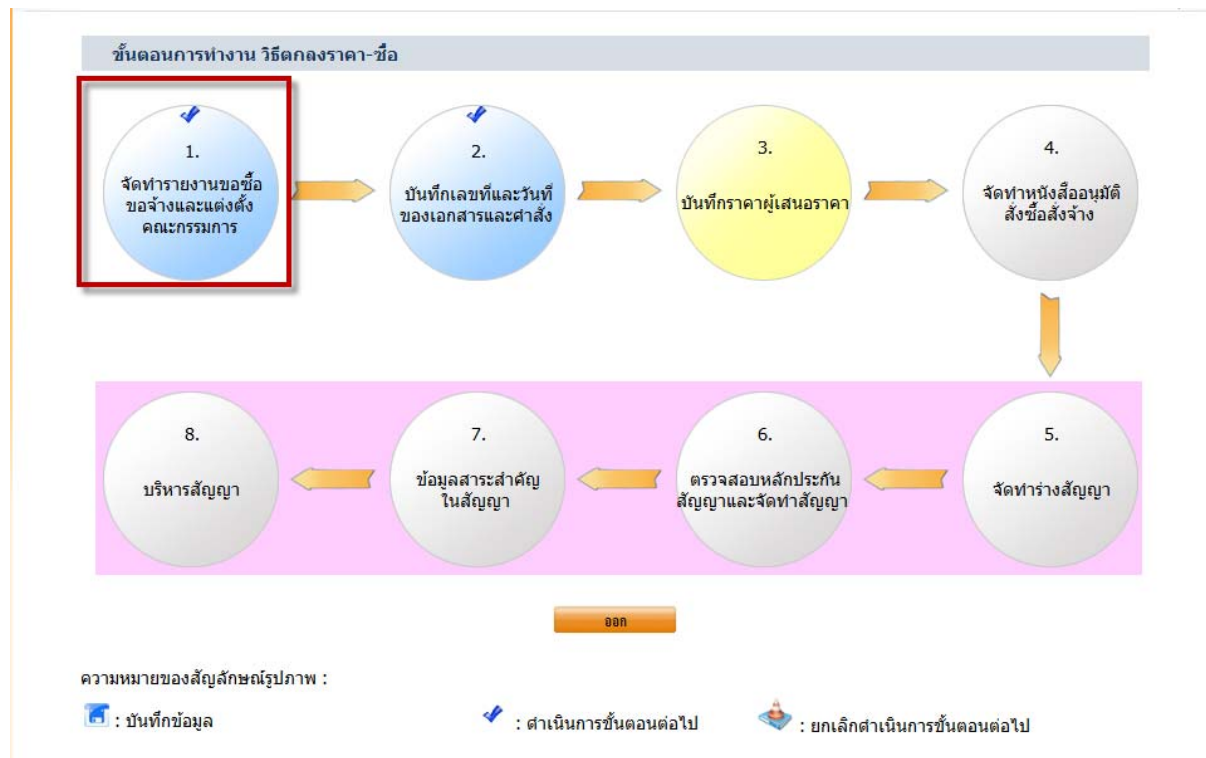 ขั้นตอนการทำงาน วิธีตกลงราคา-ซื้อ
1.
จัดทำรายงานขอซื้อ
ขอจ้างและแต่งตั้ง
คณะกรรมการ
2.
บันทึกเลขที่และวันที่
ของเอกสารและคำสั่ง
3.
บันทึกราคาผู้เสนอราคา
4.
จัดทำหนังสืออนุมัติ
สั่งซื้อสั่งจ้าง
8.
บริหารสัญญา
7.
ข้อมูลสาระสำคัญ
ในสัญญา
6.
ตรวจสอบหลักประกัน
สัญญาและจัดทำสัญญา
5.
จัดทำร่างสัญญา
ออก
ความหมายของสัญลักษณ์รูปภาพ :
: บันทึกข้อมูล
: ดำเนินการขั้นตอนต่อไป
: ยกเลิกดำเนินการขั้นตอนต่อไป